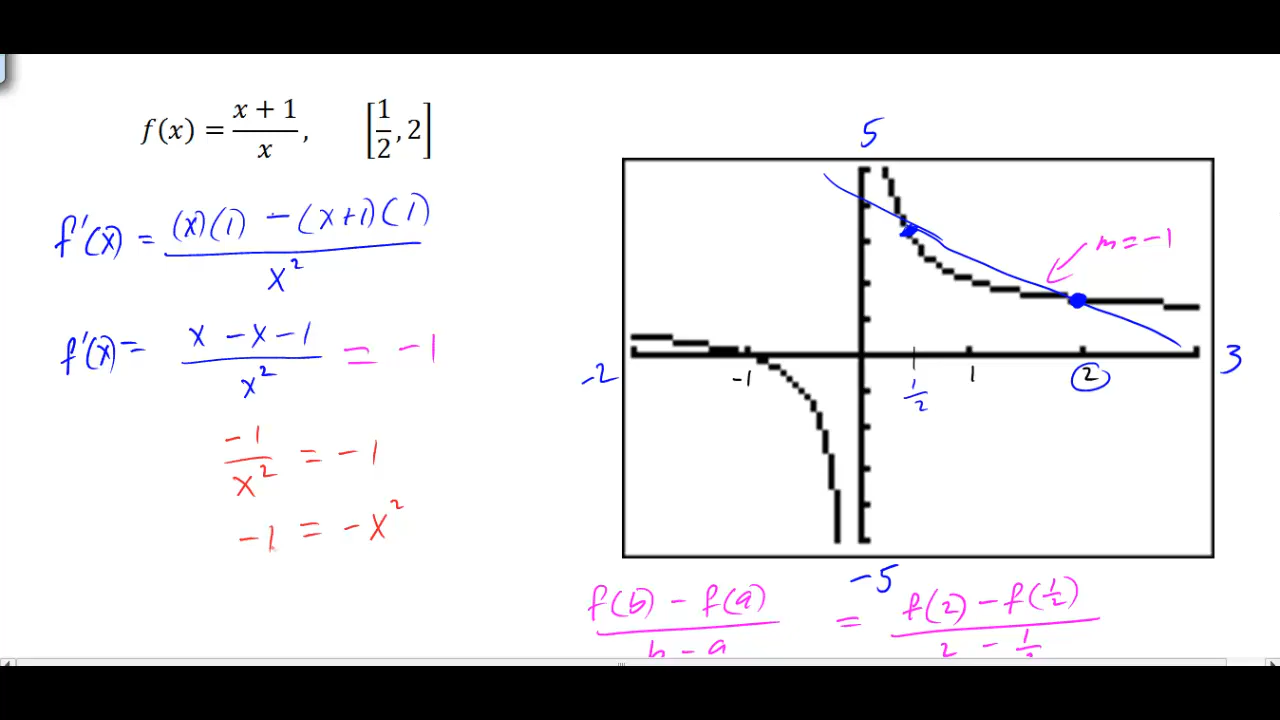 f(x) = (x + 1)/x, [1/2, 2]
f'(x) = ((x)(1) - (x+1)(1))/x²
f'(x) = (x - x - 1)/x² = -1
-1/x² = -1
-1 = -x²
5
m = -1
-2 -1 1/2 1 2 3
-5
(f(b) - f(a))/(b - a) = (f(2) - f(1/2))/(2 - 1/2)